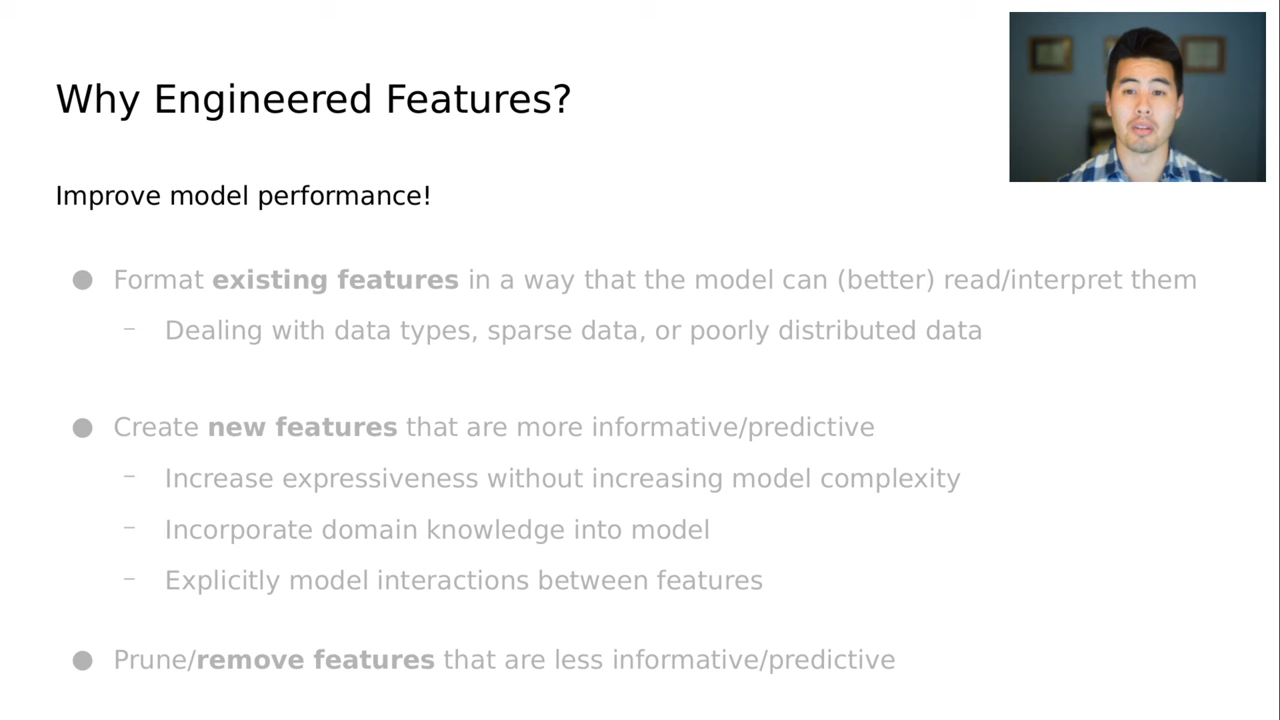 Why Engineered Features?
Improve model performance!
● Format existing features in a way that the model can (better) read/interpret them
– Dealing with data types, sparse data, or poorly distributed data
● Create new features that are more informative/predictive
– Increase expressiveness without increasing model complexity
– Incorporate domain knowledge into model
– Explicitly model interactions between features
● Prune/remove features that are less informative/predictive